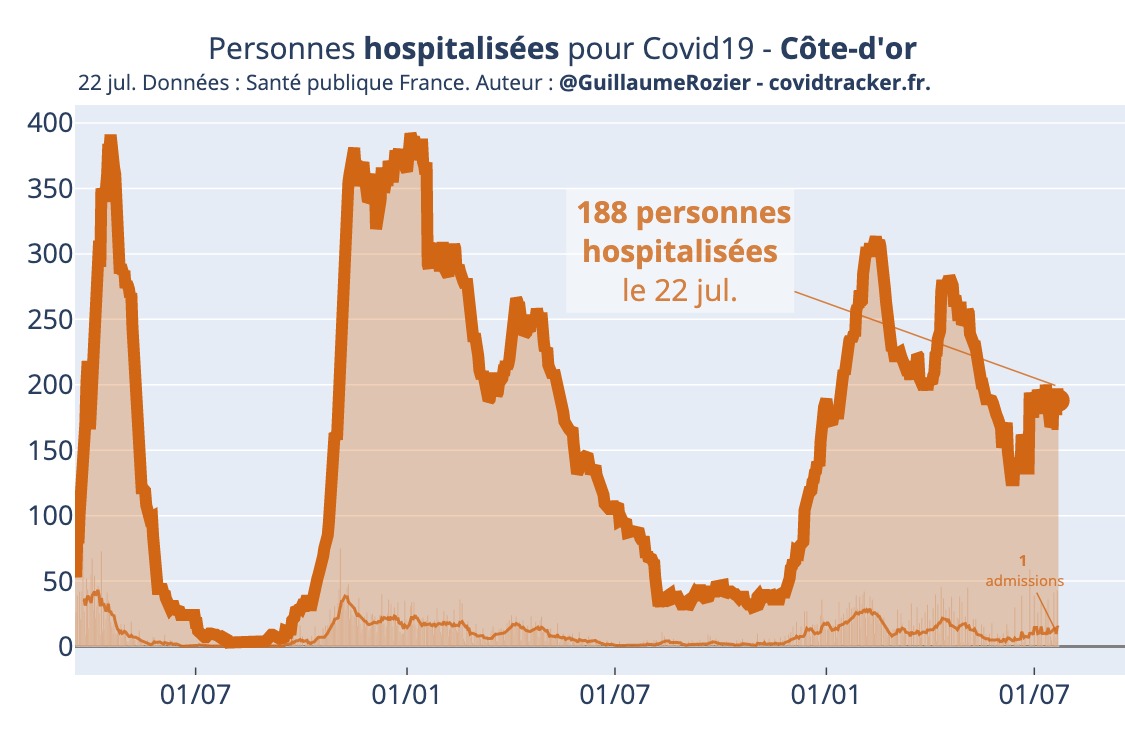 Personnes hospitalisées pour Covid19 - Côte-d'or
22 jul. Données : Santé publique France. Auteur : @GuillaumeRozier - covidtracker.fr.
400
350
300
250
200
150
100
50
0
188 personnes
hospitalisées
le 22 jul.
1
admissions
01/07
01/01
01/07
01/01
01/07